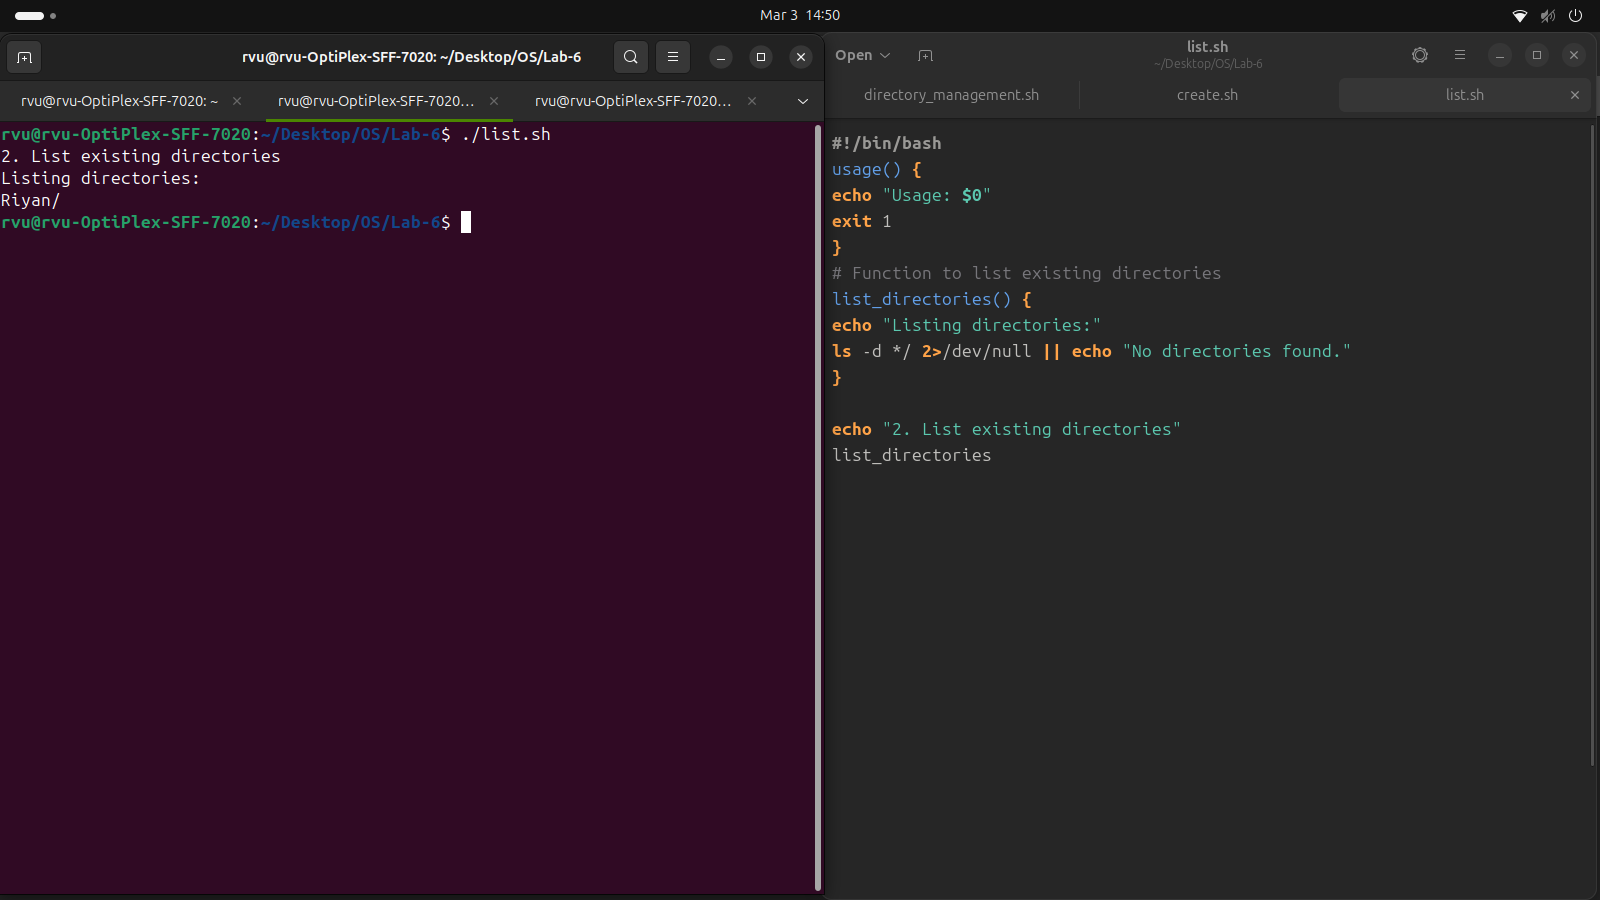 Mar 3 14:50
rvu@rvu-OptiPlex-SFF-7020: ~/Desktop/OS/Lab-6
rvu@rvu-OptiPlex-SFF-7020: ~
rvu@rvu-OptiPlex-SFF-7020...
rvu@rvu-OptiPlex-SFF-7020...
rvu@rvu-OptiPlex-SFF-7020:~/Desktop/OS/Lab-6$ ./list.sh
2. List existing directories
Listing directories:
Riyan/
rvu@rvu-OptiPlex-SFF-7020:~/Desktop/OS/Lab-6$
Open
list.sh
~/Desktop/OS/Lab-6
directory_management.sh
create.sh
list.sh
#!/bin/bash
usage() {
echo "Usage: $0"
exit 1
}
# Function to list existing directories
list_directories() {
echo "Listing directories:"
ls -d */ 2>/dev/null || echo "No directories found."
}
echo "2. List existing directories"
list_directories